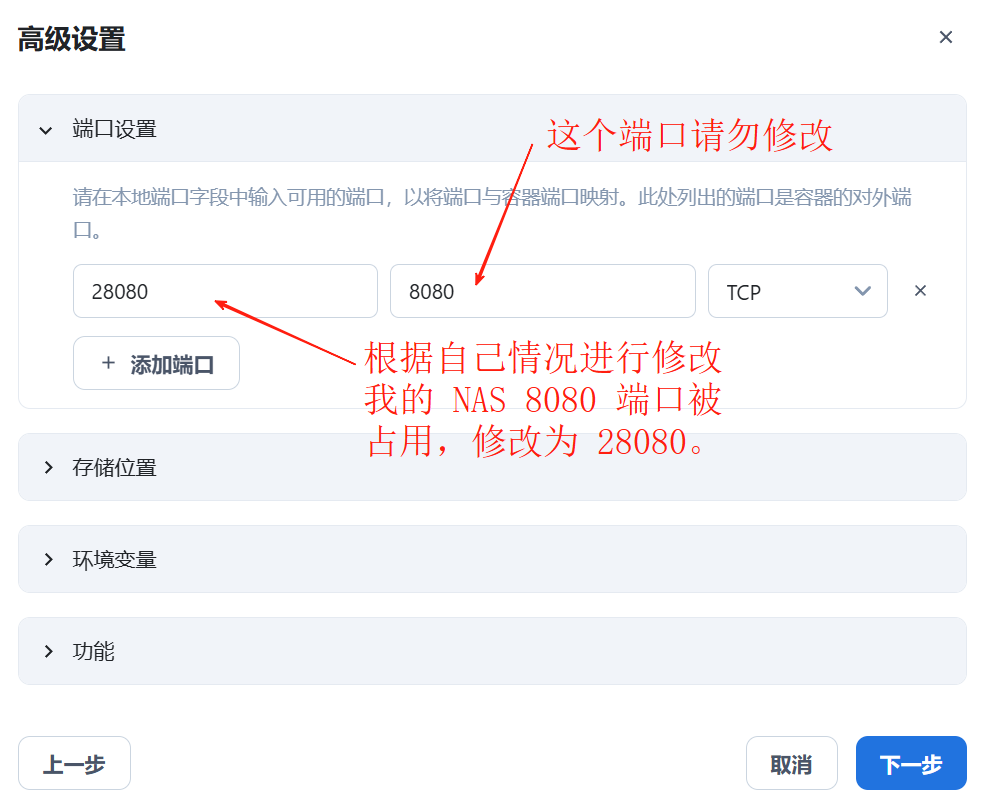 高级设置
端口设置
这个端口请勿修改
请在本地端口字段中输入可用的端口，以将端口与容器端口映射。此处列出的端口是容器的对外端
口。
28080 8080 TCP
添加端口
根据自己情况进行修改
我的 NAS 8080 端口被
占用，修改为 28080。
存储位置
环境变量
功能
上一步 取消 下一步